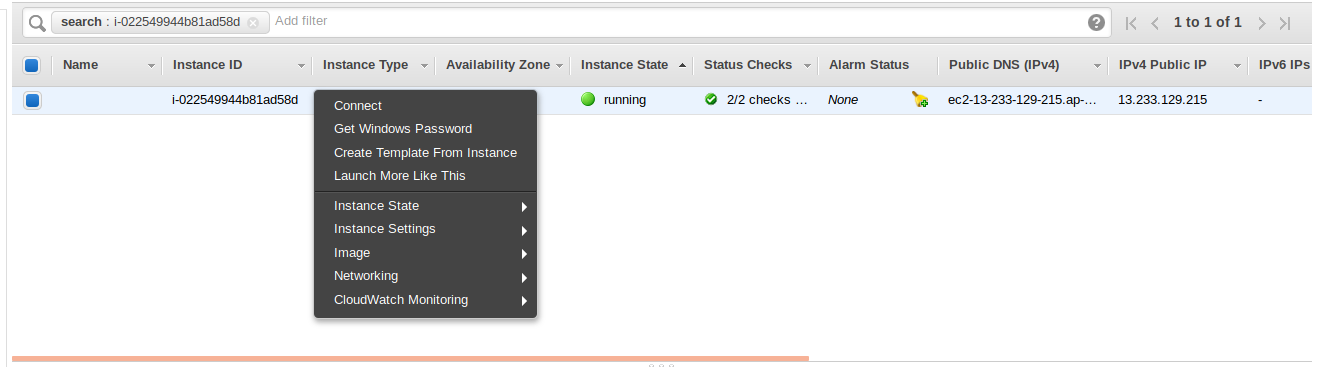 search : i-022549944b81ad58d Add filter ? 1 to 1 of 1
Name Instance ID Instance Type Availability Zone Instance State Status Checks Alarm Status Public DNS (IPv4) IPv4 Public IP IPv6 IPs
i-022549944b81ad58d running 2/2 checks … None ec2-13-233-129-215.ap-… 13.233.129.215 -
Connect
Get Windows Password
Create Template From Instance
Launch More Like This
Instance State
Instance Settings
Image
Networking
CloudWatch Monitoring